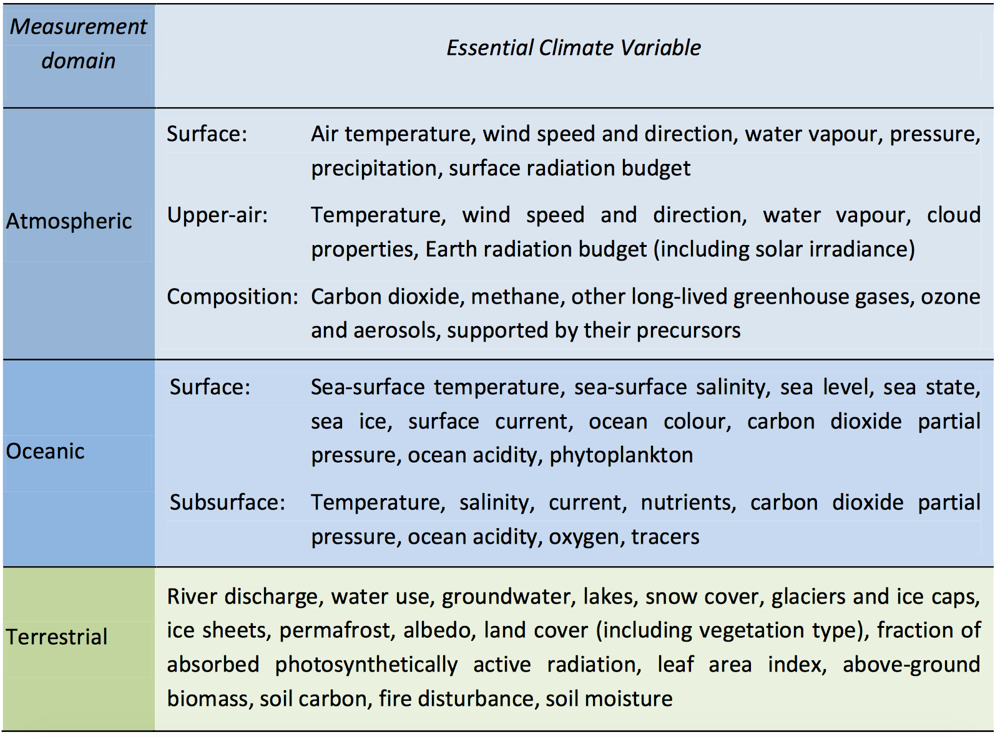 Measurement
domain
Essential Climate Variable
Atmospheric
Surface: Air temperature, wind speed and direction, water vapour, pressure,
precipitation, surface radiation budget
Upper-air: Temperature, wind speed and direction, water vapour, cloud
properties, Earth radiation budget (including solar irradiance)
Composition: Carbon dioxide, methane, other long-lived greenhouse gases, ozone
and aerosols, supported by their precursors
Oceanic
Surface: Sea-surface temperature, sea-surface salinity, sea level, sea state,
sea ice, surface current, ocean colour, carbon dioxide partial
pressure, ocean acidity, phytoplankton
Subsurface: Temperature, salinity, current, nutrients, carbon dioxide partial
pressure, ocean acidity, oxygen, tracers
Terrestrial
River discharge, water use, groundwater, lakes, snow cover, glaciers and ice caps,
ice sheets, permafrost, albedo, land cover (including vegetation type), fraction of
absorbed photosynthetically active radiation, leaf area index, above-ground
biomass, soil carbon, fire disturbance, soil moisture